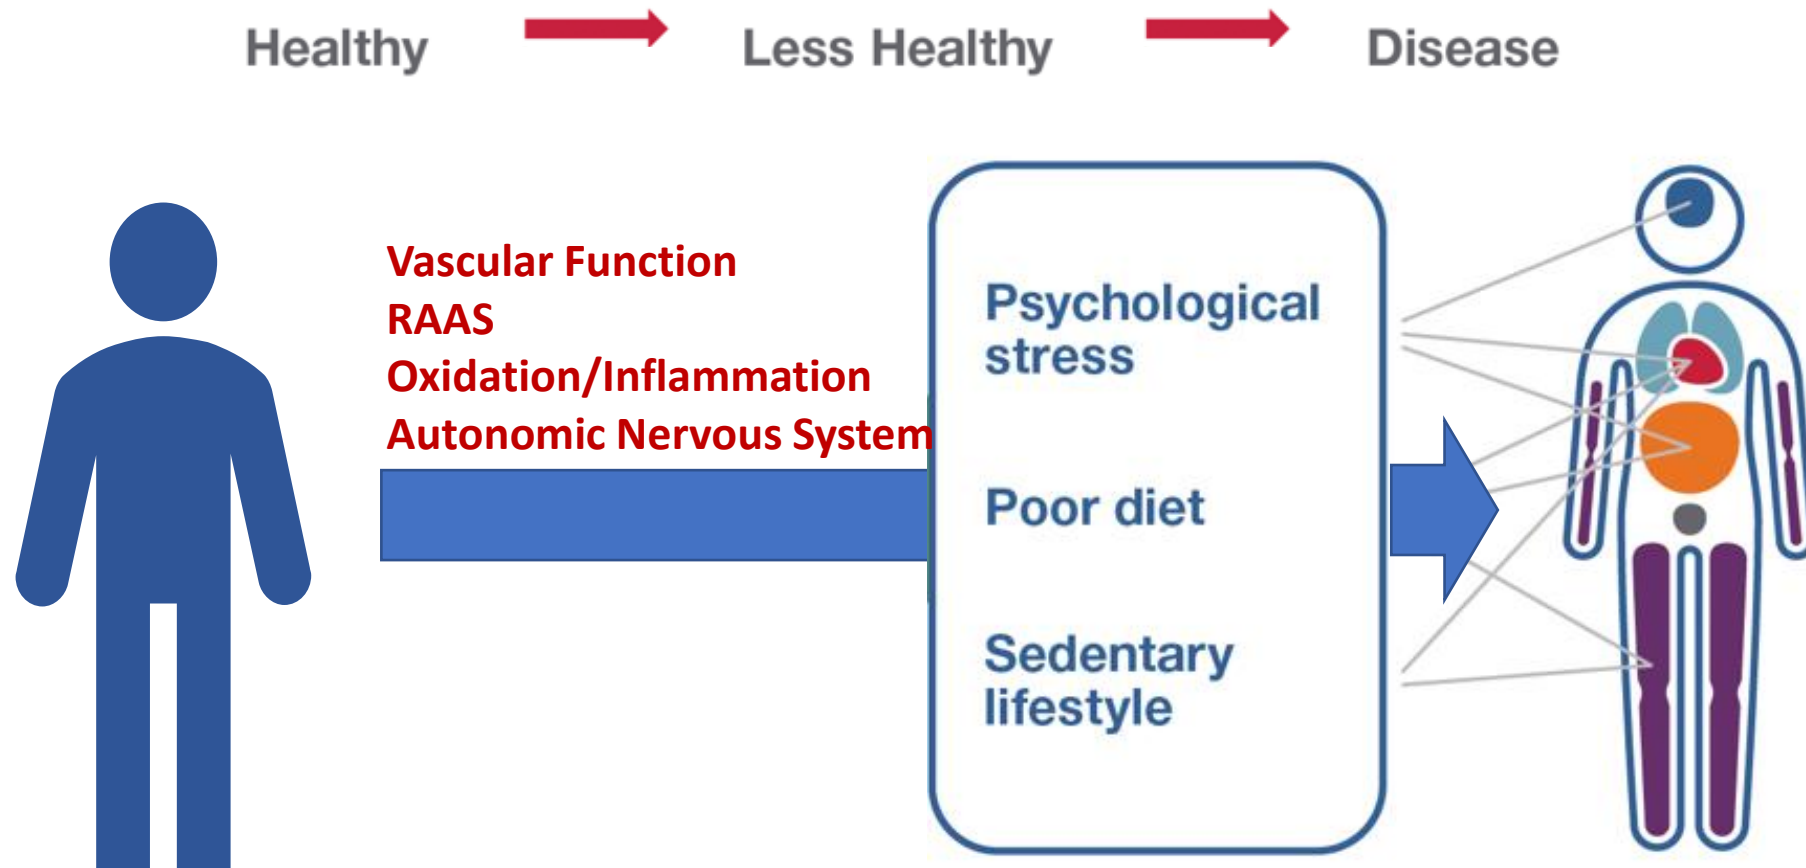 Healthy
Less Healthy
Disease
Vascular Function
RAAS
Oxidation/Inflammation
Autonomic Nervous System
Psychological
stress
Poor diet
Sedentary
lifestyle